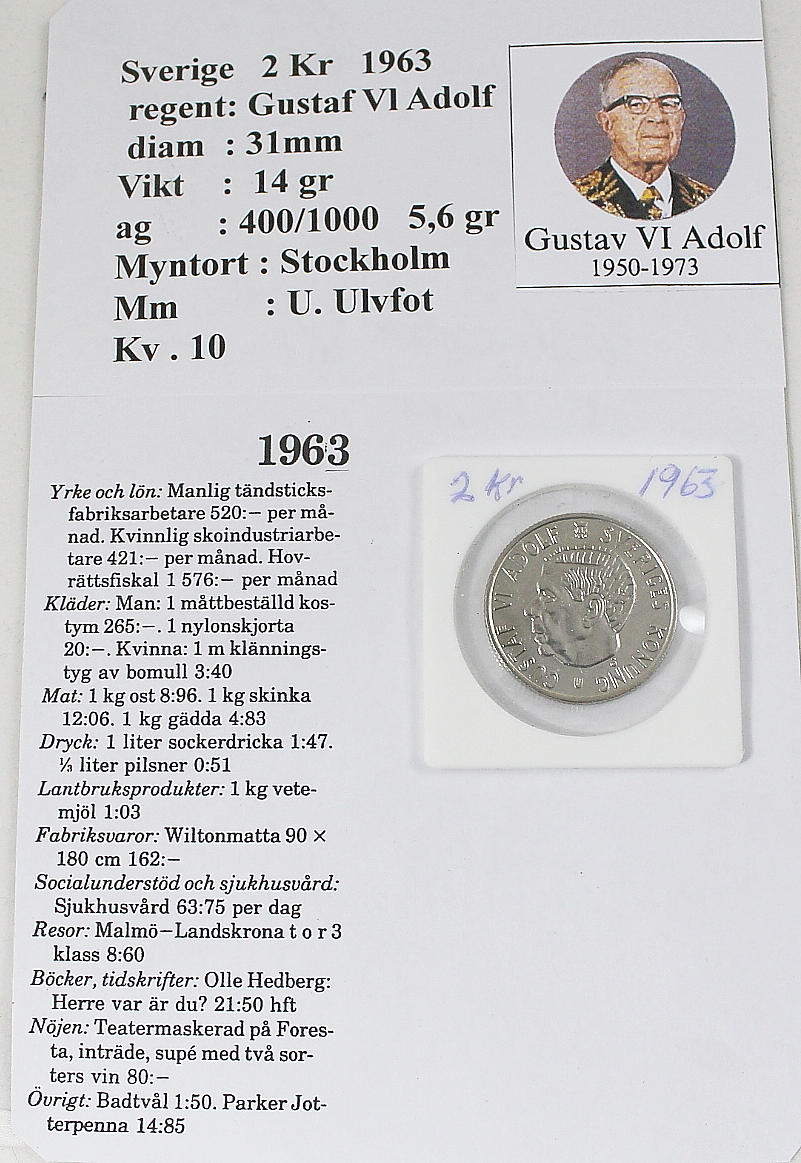 Sverige 2 Kr 1963
regent: Gustaf Vl Adolf
diam : 31mm
Vikt : 14 gr
ag : 400/1000 5,6 gr
Myntort : Stockholm
Mm : U. Ulvfot
Kv . 10
Gustav VI Adolf
1950-1973
1963
Yrke och lön: Manlig tändsticks-
fabriksarbetare 520:– per må-
nad. Kvinnlig skoindustriarbe-
tare 421:– per månad. Hov-
rättsfiskal 1 576:– per månad
Kläder: Man: 1 måttbeställd kos-
tym 265:–. 1 nylonskjorta
20:–. Kvinna: 1 m klännings-
tyg av bomull 3:40
Mat: 1 kg ost 8:96. 1 kg skinka
12:06. 1 kg gädda 4:83
Dryck: 1 liter sockerdricka 1:47.
⅓ liter pilsner 0:51
Lantbruksprodukter: 1 kg vete-
mjöl 1:03
Fabriksvaror: Wiltonmatta 90 ×
180 cm 162:–
Socialunderstöd och sjukhusvård:
Sjukhusvård 63:75 per dag
Resor: Malmö–Landskrona t o r 3
klass 8:60
Böcker, tidskrifter: Olle Hedberg:
Herre var är du? 21:50 hft
Nöjen: Teatermaskerad på Fores-
ta, inträde, supé med två sor-
ters vin 80:–
Övrigt: Badtvål 1:50. Parker Jot-
terpenna 14:85
2 Kr 1963
GUSTAF VI ADOLF SVERIGES KONUNG
U S